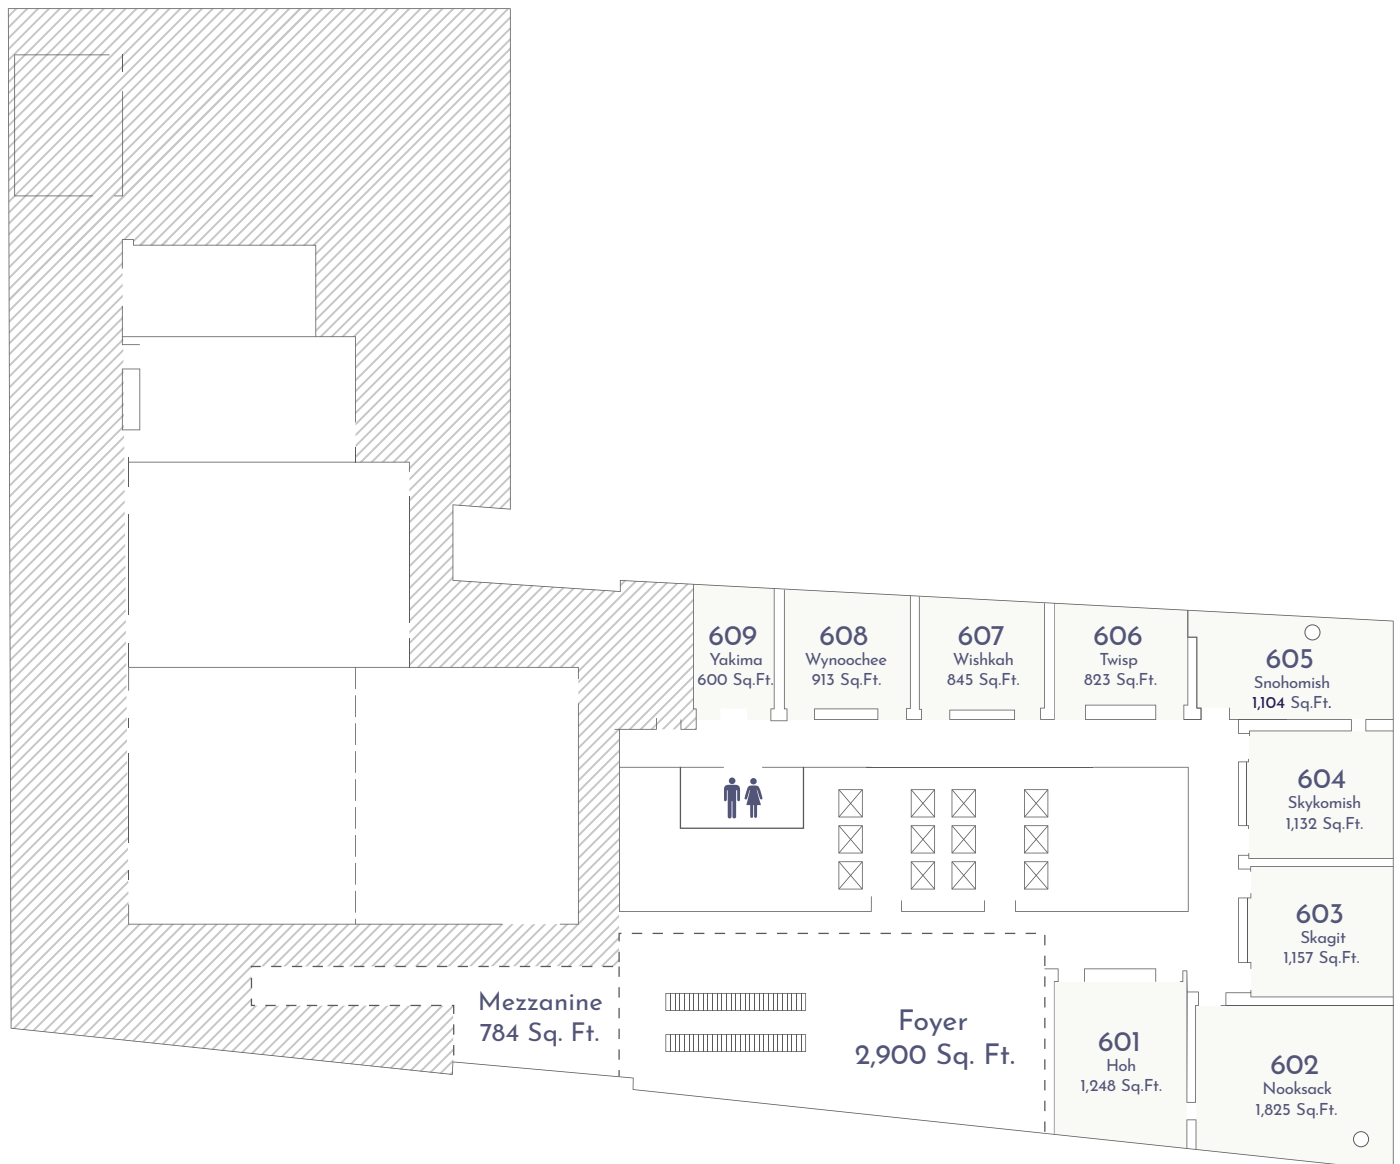 609
Yakima
600 Sq.Ft.
608
Wynoochee
913 Sq.Ft.
607
Wishkah
845 Sq.Ft.
606
Twisp
823 Sq.Ft.
605
Snohomish
1,104 Sq.Ft.
604
Skykomish
1,132 Sq.Ft.
603
Skagit
1,157 Sq.Ft.
Mezzanine
784 Sq. Ft.
Foyer
2,900 Sq. Ft.
601
Hoh
1,248 Sq.Ft.
602
Nooksack
1,825 Sq.Ft.